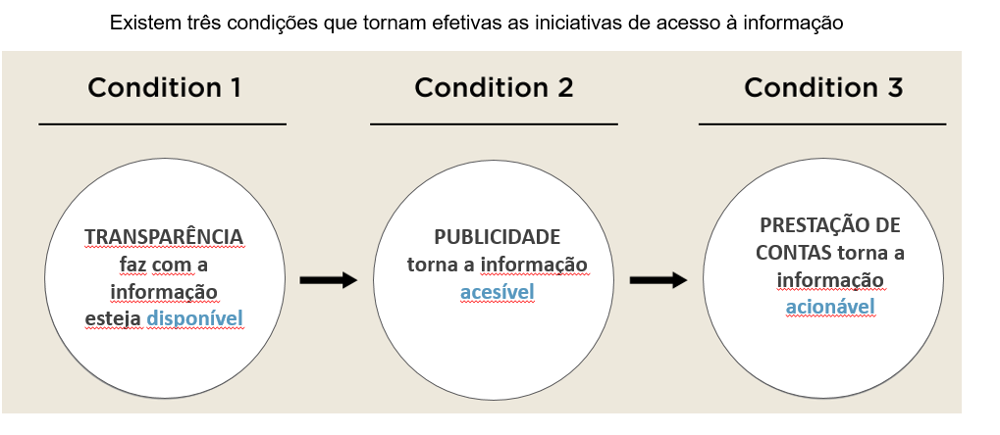 Existem três condições que tornam efetivas as iniciativas de acesso à informação
Condition 1
Condition 2
Condition 3
TRANSPARÊNCIA
faz com a
informação
esteja disponível
PUBLICIDADE
torna a informação
acesível
PRESTAÇÃO DE
CONTAS torna a
informação
acionável